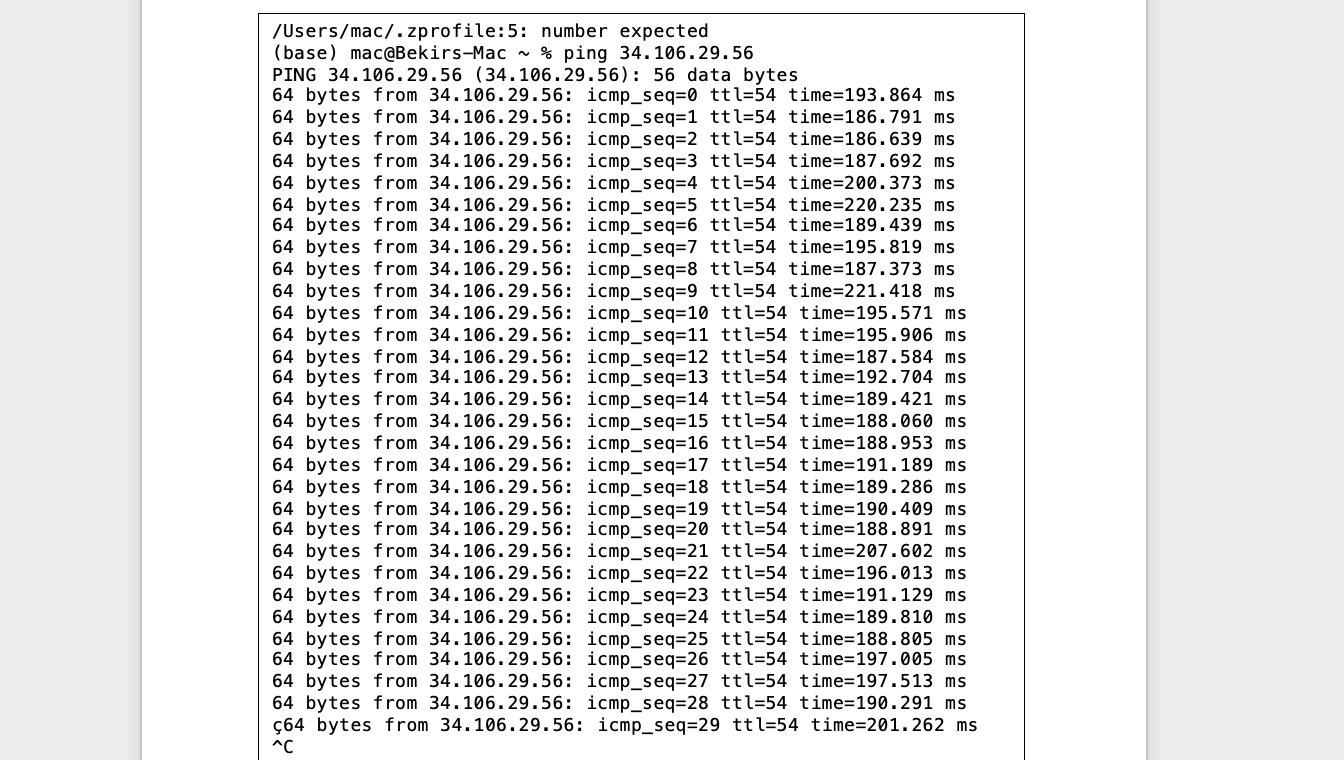 /Users/mac/.zprofile:5: number expected
(base) mac@Bekirs-Mac ~ % ping 34.106.29.56
PING 34.106.29.56 (34.106.29.56): 56 data bytes
64 bytes from 34.106.29.56: icmp_seq=0 ttl=54 time=193.864 ms
64 bytes from 34.106.29.56: icmp_seq=1 ttl=54 time=186.791 ms
64 bytes from 34.106.29.56: icmp_seq=2 ttl=54 time=186.639 ms
64 bytes from 34.106.29.56: icmp_seq=3 ttl=54 time=187.692 ms
64 bytes from 34.106.29.56: icmp_seq=4 ttl=54 time=200.373 ms
64 bytes from 34.106.29.56: icmp_seq=5 ttl=54 time=220.235 ms
64 bytes from 34.106.29.56: icmp_seq=6 ttl=54 time=189.439 ms
64 bytes from 34.106.29.56: icmp_seq=7 ttl=54 time=195.819 ms
64 bytes from 34.106.29.56: icmp_seq=8 ttl=54 time=187.373 ms
64 bytes from 34.106.29.56: icmp_seq=9 ttl=54 time=221.418 ms
64 bytes from 34.106.29.56: icmp_seq=10 ttl=54 time=195.571 ms
64 bytes from 34.106.29.56: icmp_seq=11 ttl=54 time=195.906 ms
64 bytes from 34.106.29.56: icmp_seq=12 ttl=54 time=187.584 ms
64 bytes from 34.106.29.56: icmp_seq=13 ttl=54 time=192.704 ms
64 bytes from 34.106.29.56: icmp_seq=14 ttl=54 time=189.421 ms
64 bytes from 34.106.29.56: icmp_seq=15 ttl=54 time=188.060 ms
64 bytes from 34.106.29.56: icmp_seq=16 ttl=54 time=188.953 ms
64 bytes from 34.106.29.56: icmp_seq=17 ttl=54 time=191.189 ms
64 bytes from 34.106.29.56: icmp_seq=18 ttl=54 time=189.286 ms
64 bytes from 34.106.29.56: icmp_seq=19 ttl=54 time=190.409 ms
64 bytes from 34.106.29.56: icmp_seq=20 ttl=54 time=188.891 ms
64 bytes from 34.106.29.56: icmp_seq=21 ttl=54 time=207.602 ms
64 bytes from 34.106.29.56: icmp_seq=22 ttl=54 time=196.013 ms
64 bytes from 34.106.29.56: icmp_seq=23 ttl=54 time=191.129 ms
64 bytes from 34.106.29.56: icmp_seq=24 ttl=54 time=189.810 ms
64 bytes from 34.106.29.56: icmp_seq=25 ttl=54 time=188.805 ms
64 bytes from 34.106.29.56: icmp_seq=26 ttl=54 time=197.005 ms
64 bytes from 34.106.29.56: icmp_seq=27 ttl=54 time=197.513 ms
64 bytes from 34.106.29.56: icmp_seq=28 ttl=54 time=190.291 ms
ç64 bytes from 34.106.29.56: icmp_seq=29 ttl=54 time=201.262 ms
^C